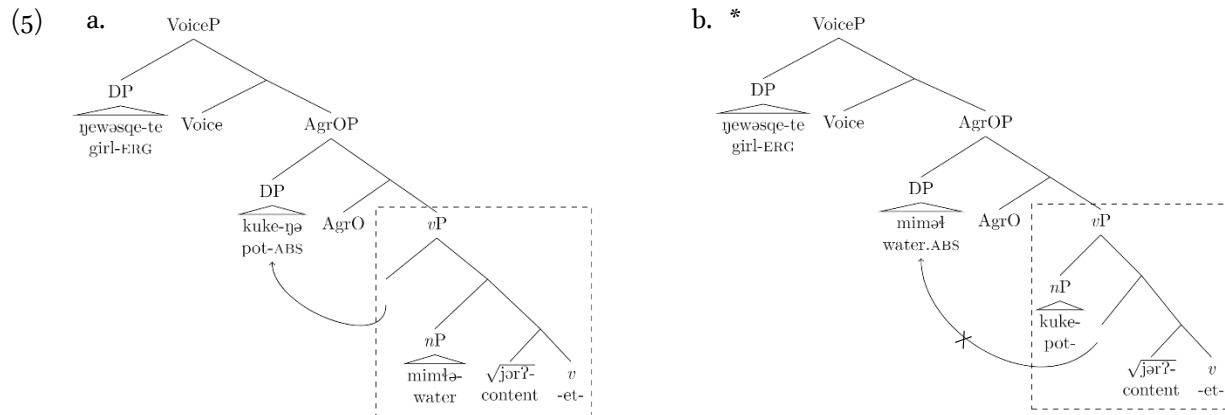 (5) a.
VoiceP
DP
ŋewəsqe-te
girl-ERG
Voice
AgrOP
DP
kuke-ŋə
pot-ABS
AgrO
vP
nP
mimɬə-
water
√jərʔ-
content
v
-et-
b. *
VoiceP
DP
ŋewəsqe-te
girl-ERG
Voice
AgrOP
DP
miməɬ
water.ABS
AgrO
vP
nP
kuke-
pot-
√jərʔ-
content
v
-et-